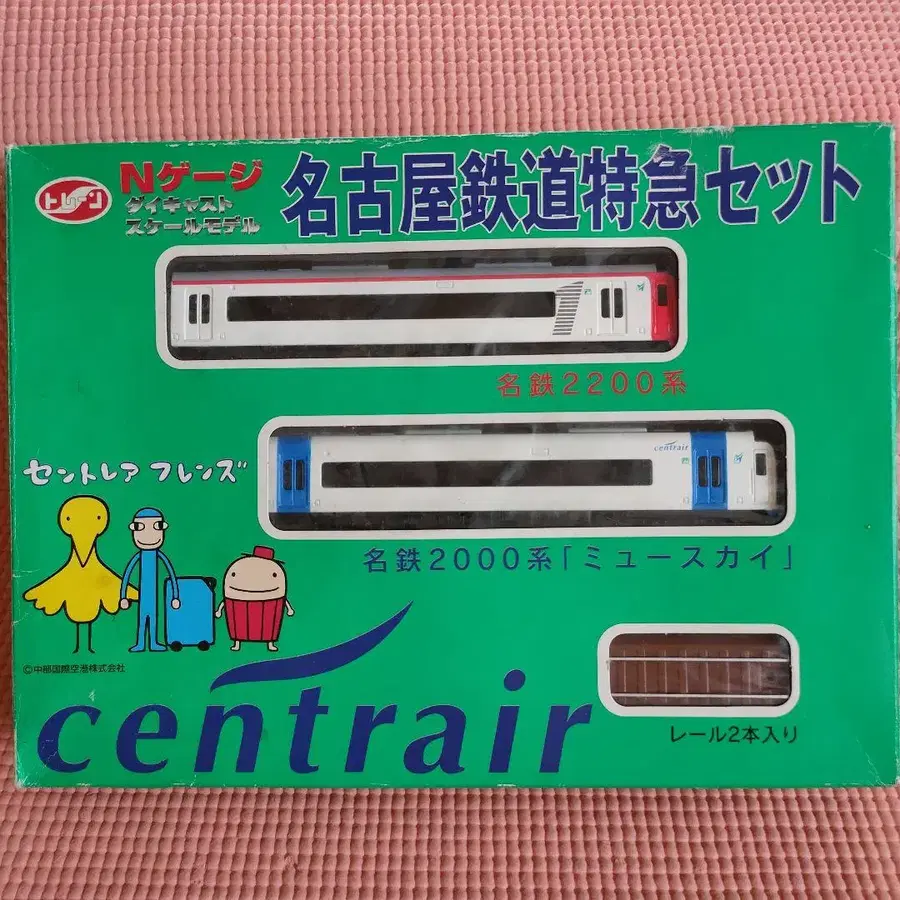 トレーン
Nゲージ
ダイキャスト
スケールモデル
名古屋鉄道特急セット
名鉄2200系
centrair
名鉄2000系「ミュースカイ」
セントレア フレンズ
©中部国際空港株式会社
centrair
レール2本入り